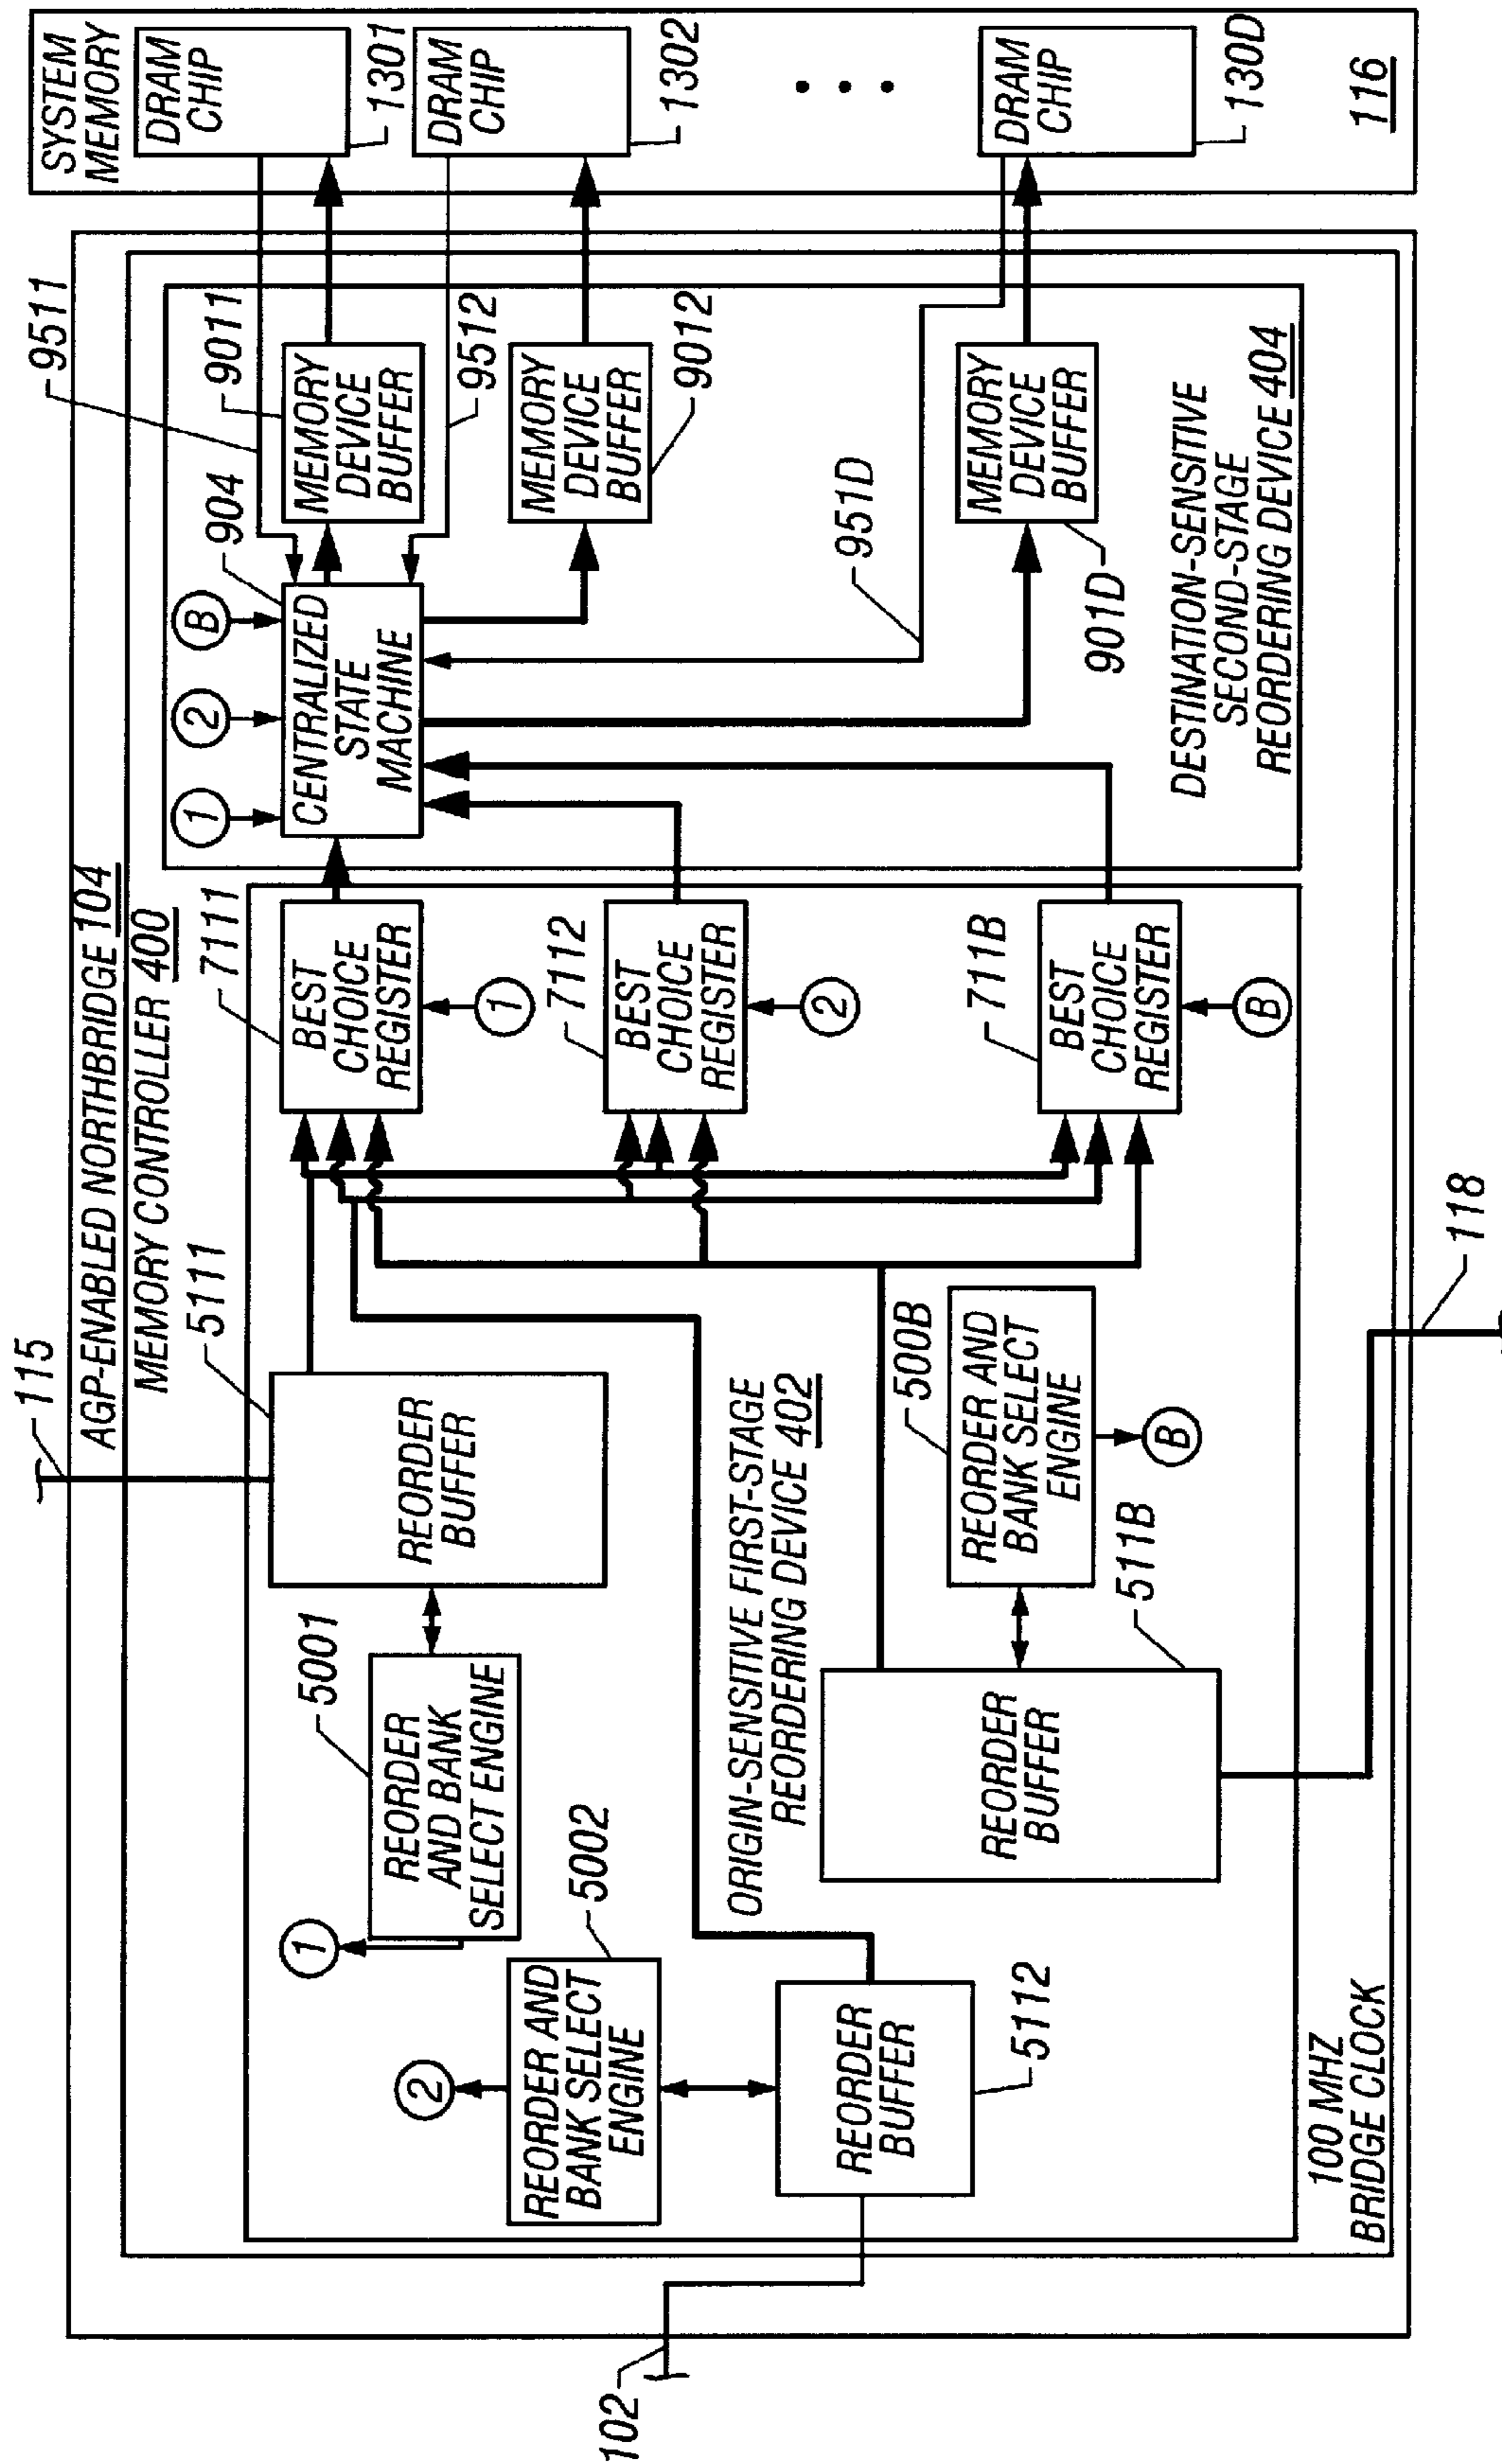 SYSTEM
MEMORY
DRAM
CHIP
1301
DRAM
CHIP
1302
DRAM
CHIP
130D
116
AGP-ENABLED NORTHBRIDGE 104
MEMORY CONTROLLER 400
115
5111
7111
9511
904
9011
MEMORY
DEVICE
BUFFER
9512
MEMORY
DEVICE
BUFFER
9012
951D
MEMORY
DEVICE
BUFFER
901D
1
2
B
CENTRALIZED
STATE
MACHINE
DESTINATION-SENSITIVE
SECOND-STAGE
REORDERING DEVICE 404
BEST
CHOICE
REGISTER
1
7112
BEST
CHOICE
REGISTER
2
711B
BEST
CHOICE
REGISTER
B
REORDER
BUFFER
5001
REORDER
AND BANK
SELECT ENGINE
1
5002
REORDER AND
BANK SELECT
ENGINE
2
REORDER
BUFFER
5112
ORIGIN-SENSITIVE FIRST-STAGE
REORDERING DEVICE 402
500B
REORDER AND
BANK SELECT
ENGINE
B
511B
REORDER
BUFFER
118
102
100 MHZ
BRIDGE CLOCK